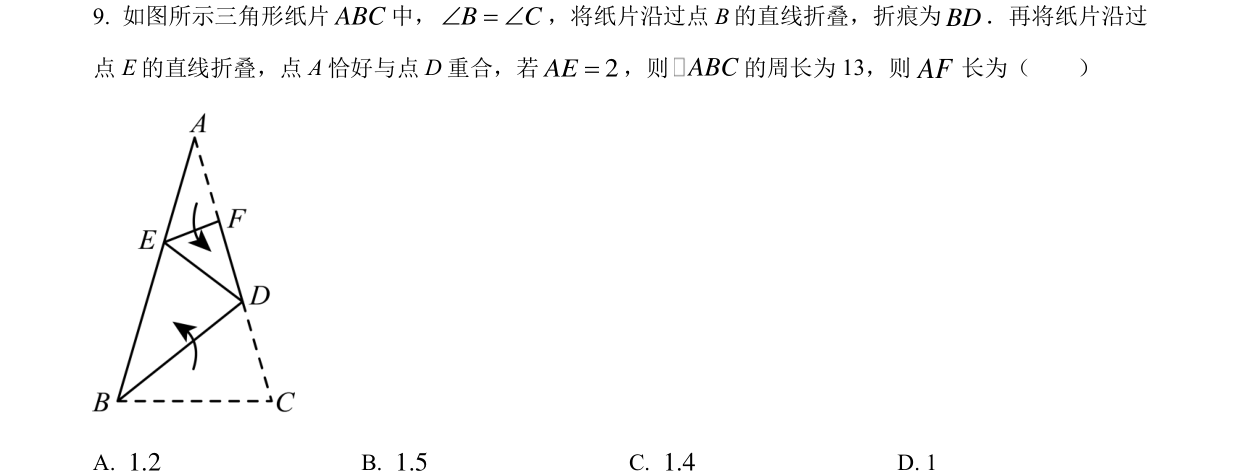 9. 如图所示三角形纸片 ABC 中，∠B = ∠C，将纸片沿过点 B 的直线折叠，折痕为 BD．再将纸片沿过
点 E 的直线折叠，点 A 恰好与点 D 重合，若 AE = 2，则□ABC 的周长为 13，则 AF 长为（　　）
A
F
E
D
B
C
A. 1.2 B. 1.5 C. 1.4 D. 1